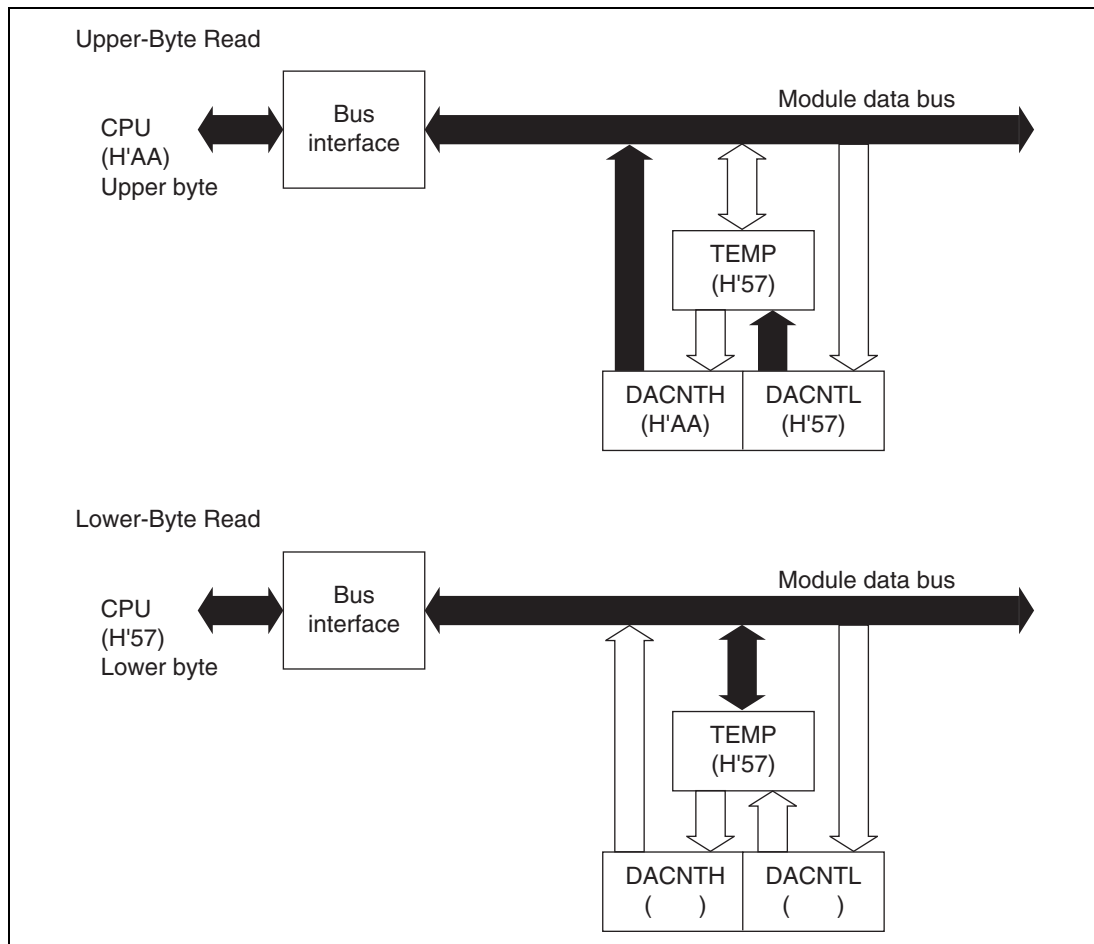 Upper-Byte Read
CPU
(H'AA)
Upper byte
Bus
interface
Module data bus
TEMP
(H'57)
DACNTH
(H'AA)
DACNTL
(H'57)
Lower-Byte Read
CPU
(H'57)
Lower byte
Bus
interface
Module data bus
TEMP
(H'57)
DACNTH
(    )
DACNTL
(    )